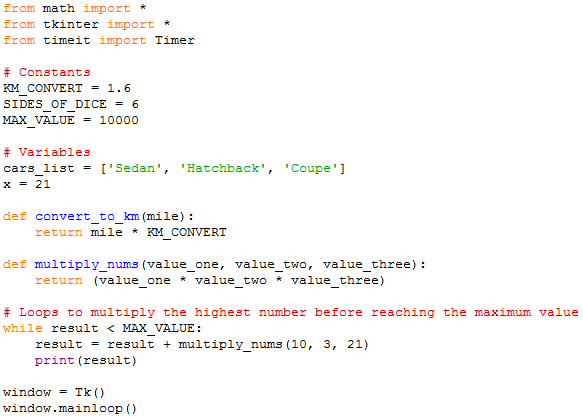 from math import *
from tkinter import *
from timeit import Timer
# Constants
KM_CONVERT = 1.6
SIDES_OF_DICE = 6
MAX_VALUE = 10000
# Variables
cars_list = ['Sedan', 'Hatchback', 'Coupe']
x = 21
def convert_to_km(mile):
    return mile * KM_CONVERT
def multiply_nums(value_one, value_two, value_three):
    return (value_one * value_two * value_three)
# Loops to multiply the highest number before reaching the maximum value
while result < MAX_VALUE:
    result = result + multiply_nums(10, 3, 21)
    print(result)
window = Tk()
window.mainloop()